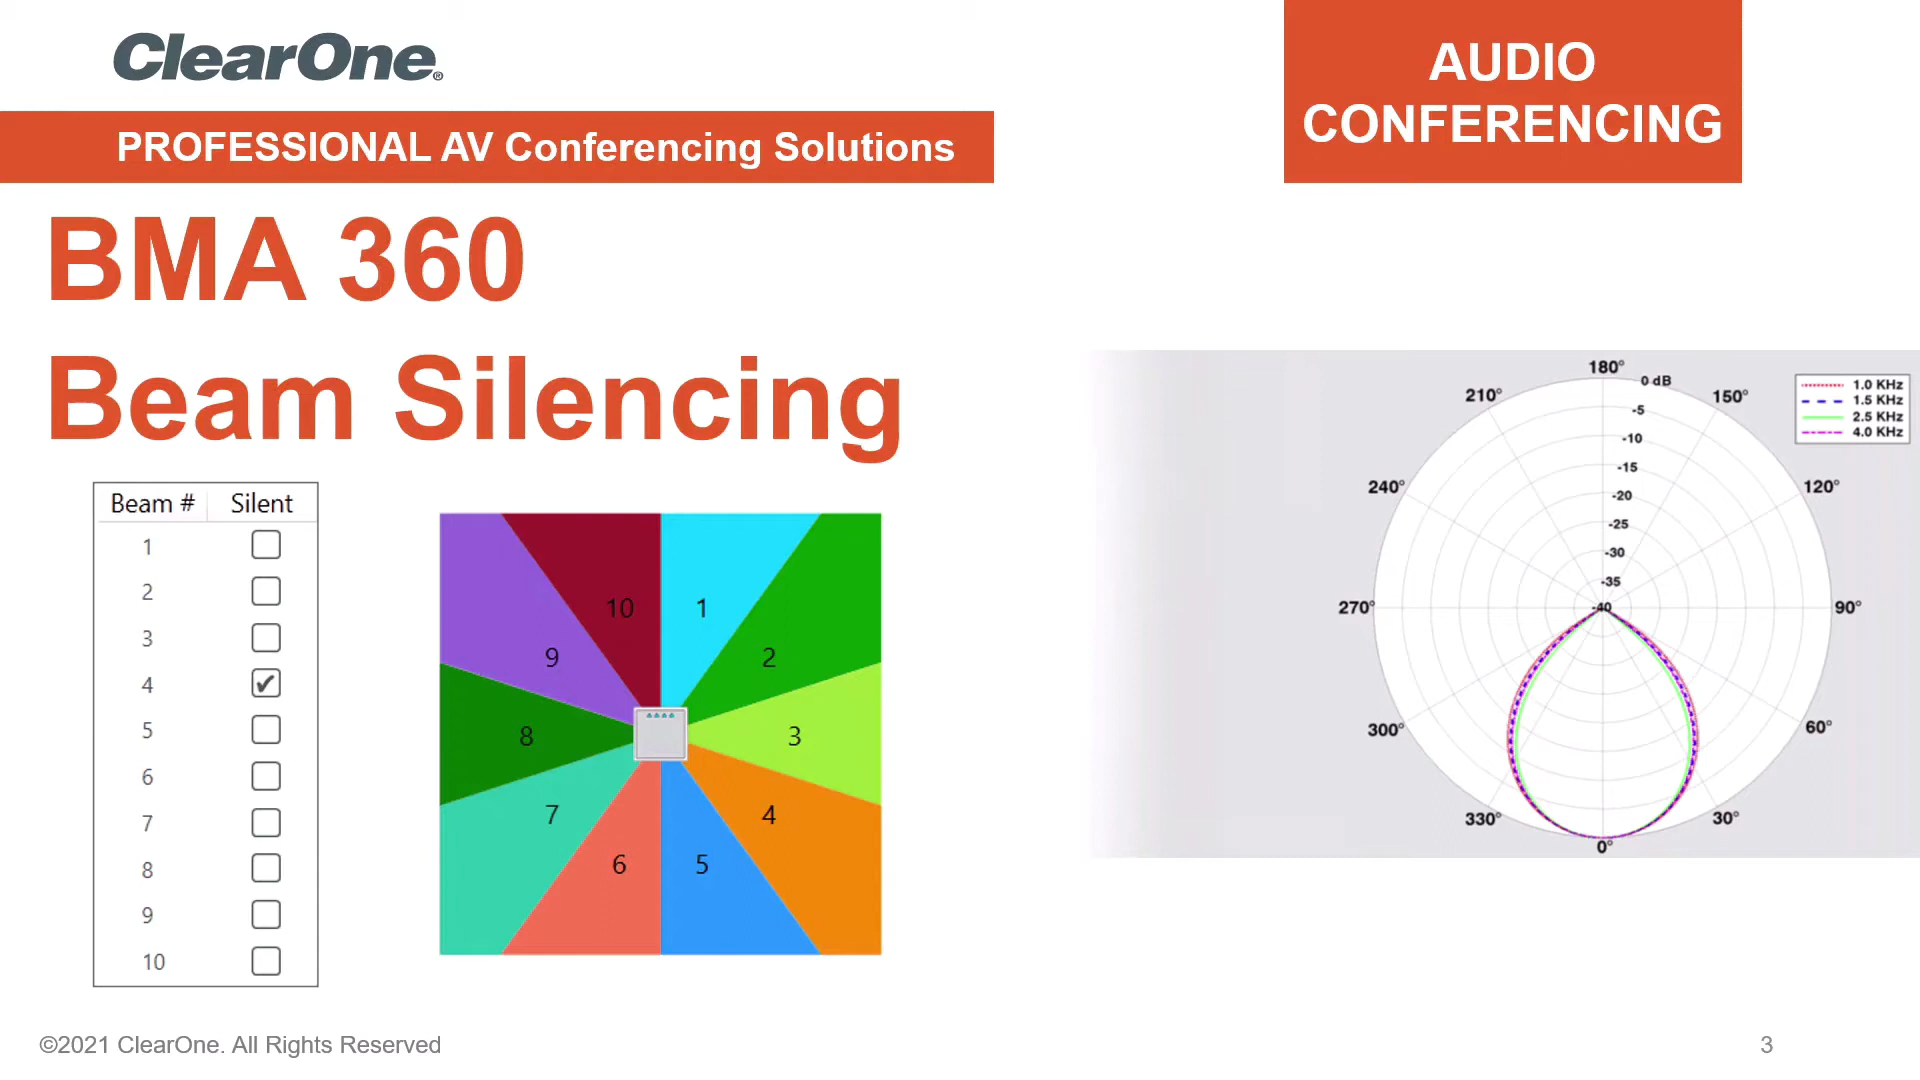 ClearOne®
AUDIO
CONFERENCING
PROFESSIONAL AV Conferencing Solutions
BMA 360
Beam Silencing
Beam # Silent
1
2
3
4 ✔
5
6
7
8
9
10
10 1
9 2
8 3
7 4
6 5
180°
0 dB
210° 150°
-5
-10
-15
240° 120°
-20
-25
-30
-35
270° -40 90°
300° 60°
330° 30°
0°
1.0 KHz
1.5 KHz
2.5 KHz
4.0 KHz
©2021 ClearOne. All Rights Reserved
3